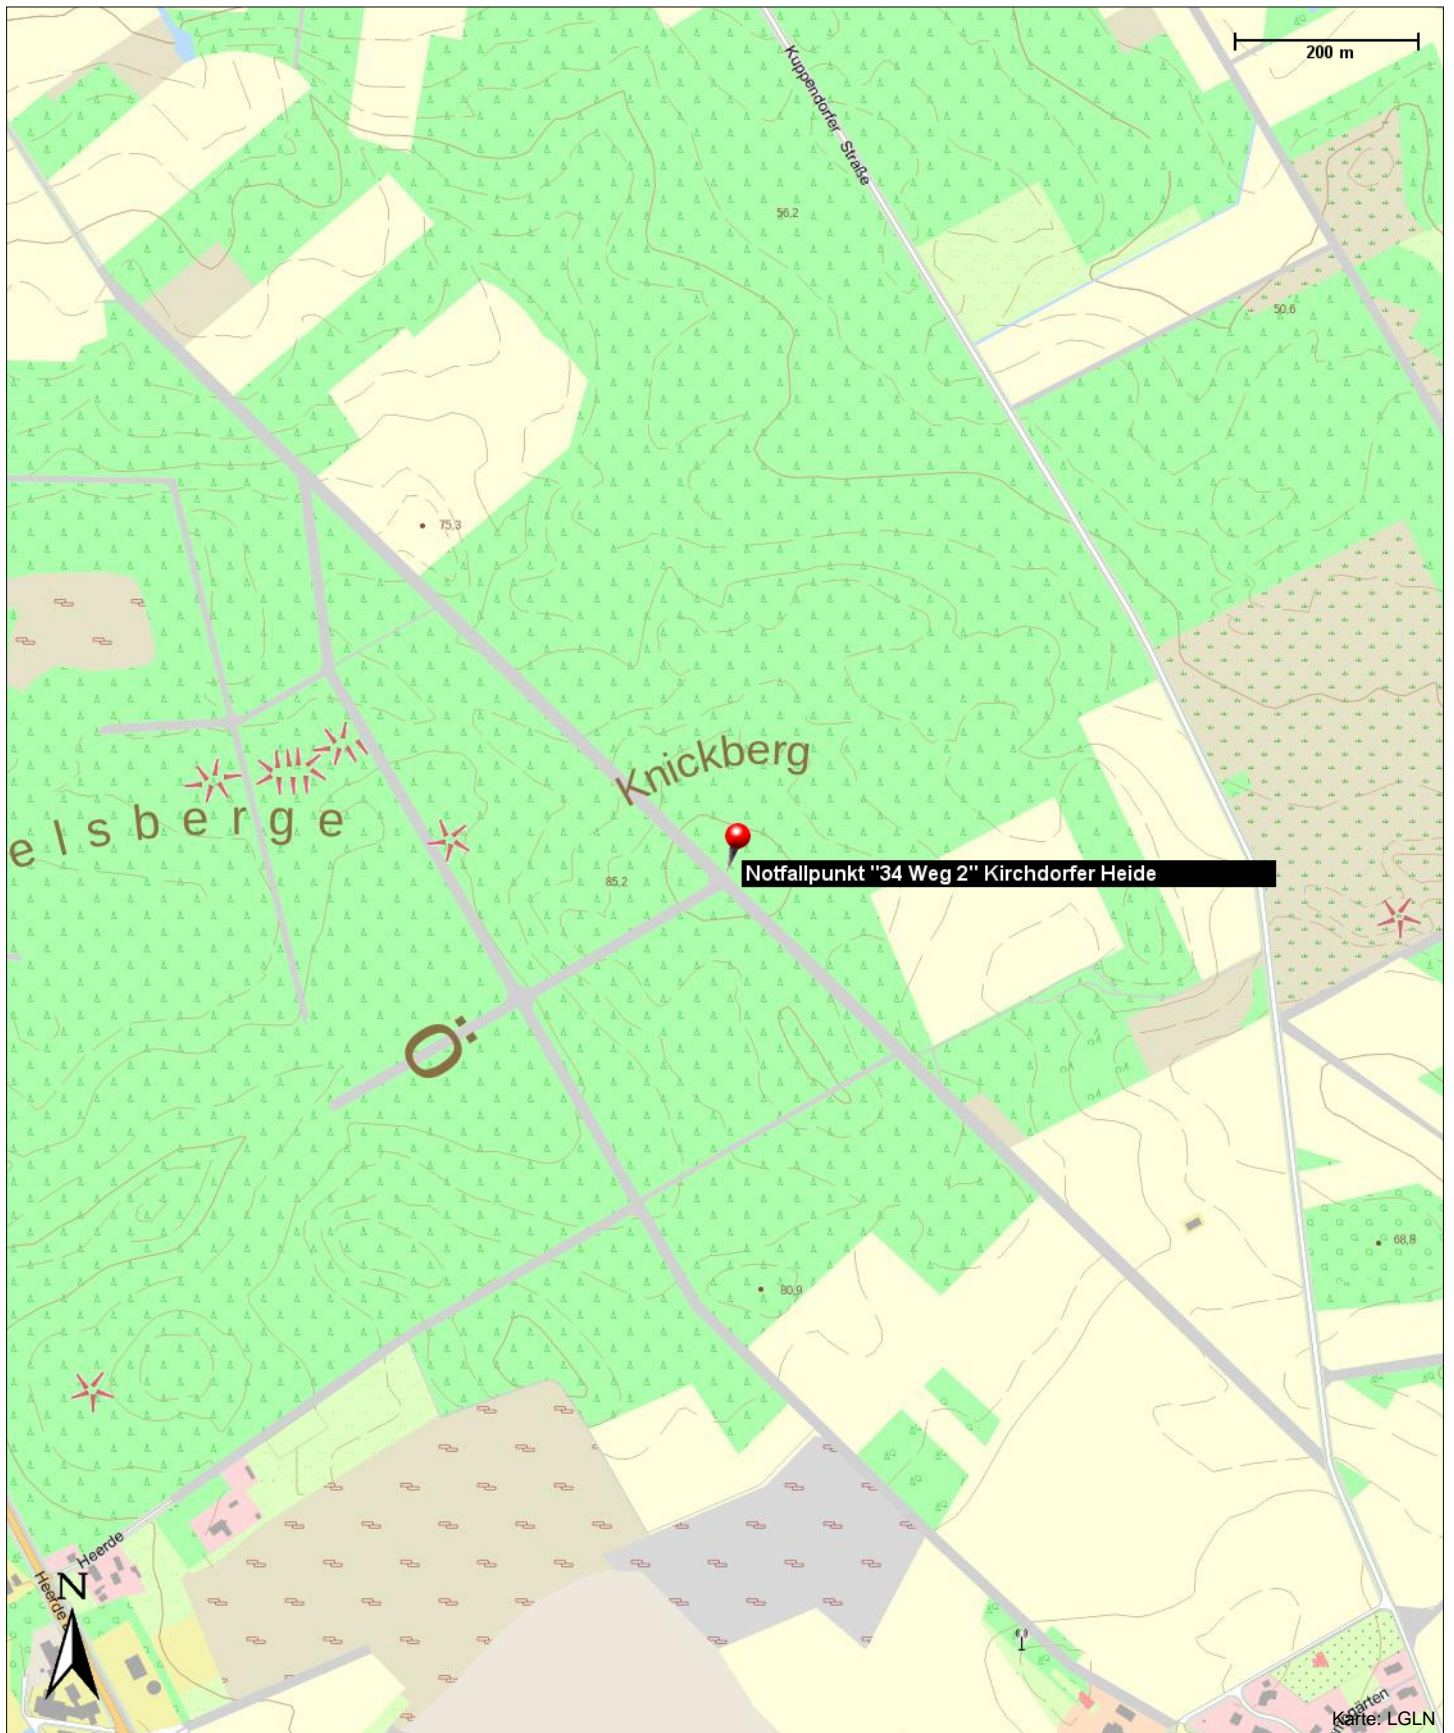 200 m
Kuppendorfer Straße
56,2
50,6
75,3
Knickberg
elsberge
Notfallpunkt "34 Weg 2" Kirchdorfer Heide
85,2
Ö
68,8
80,9
Heerde
N
Karte: LGLN